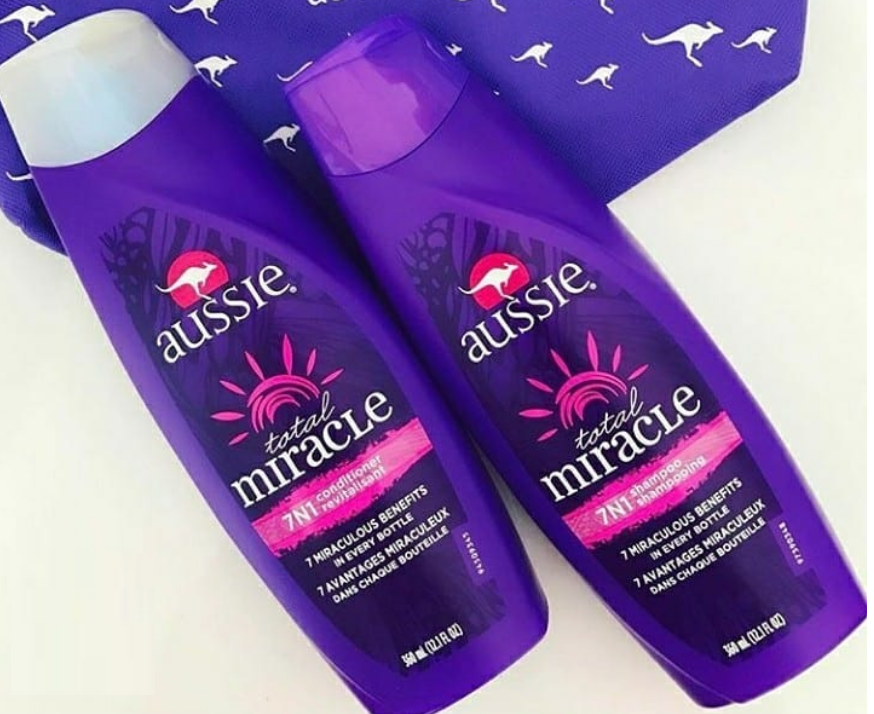 aussie
total
miracle
7N1 conditioner
revitalisant
7 MIRACULOUS BENEFITS
IN EVERY BOTTLE
7 AVANTAGES MIRACULEUX
DANS CHAQUE BOUTEILLE
360 mL (12.1 FL OZ)
aussie
total
miracle
7N1 shampoo
shampooing
7 MIRACULOUS BENEFITS
IN EVERY BOTTLE
7 AVANTAGES MIRACULEUX
DANS CHAQUE BOUTEILLE
360 mL (12.1 FL OZ)